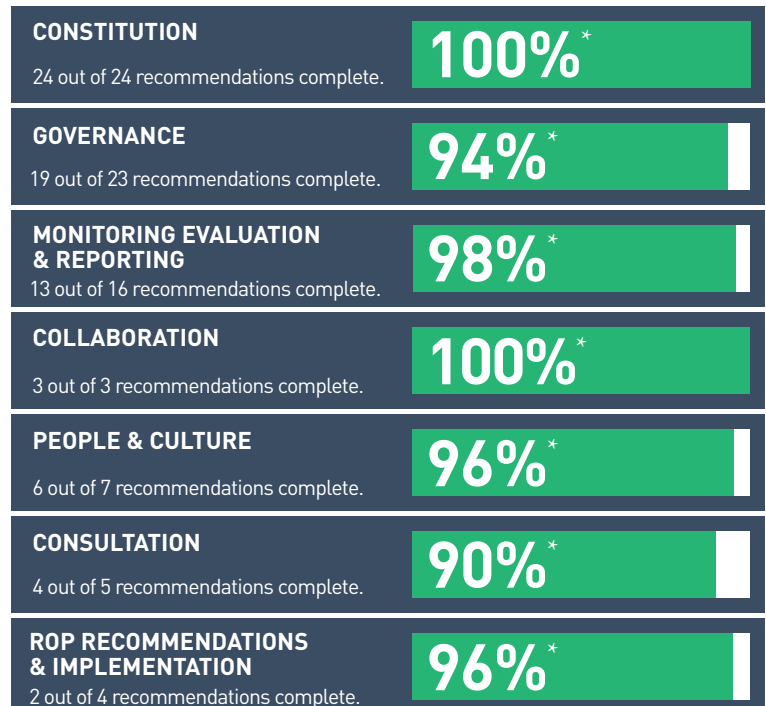 CONSTITUTION
24 out of 24 recommendations complete.
100%*
GOVERNANCE
19 out of 23 recommendations complete.
94%*
MONITORING EVALUATION
& REPORTING
13 out of 16 recommendations complete.
98%*
COLLABORATION
3 out of 3 recommendations complete.
100%*
PEOPLE & CULTURE
6 out of 7 recommendations complete.
96%*
CONSULTATION
4 out of 5 recommendations complete.
90%*
ROP RECOMMENDATIONS
& IMPLEMENTATION
2 out of 4 recommendations complete.
96%*